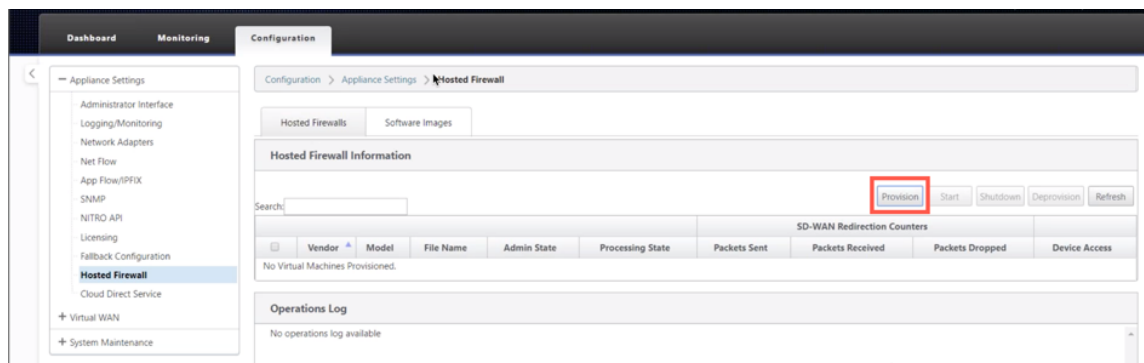 Dashboard Monitoring Configuration
− Appliance Settings
Administrator Interface
Logging/Monitoring
Network Adapters
Net Flow
App Flow/IPFIX
SNMP
NITRO API
Licensing
Fallback Configuration
Hosted Firewall
Cloud Direct Service
+ Virtual WAN
+ System Maintenance
Configuration > Appliance Settings > Hosted Firewall
Hosted Firewalls Software Images
Hosted Firewall Information
Provision Start Shutdown Deprovision Refresh
Search:
SD-WAN Redirection Counters
Vendor Model File Name Admin State Processing State Packets Sent Packets Received Packets Dropped Device Access
No Virtual Machines Provisioned.
Operations Log
No operations log available